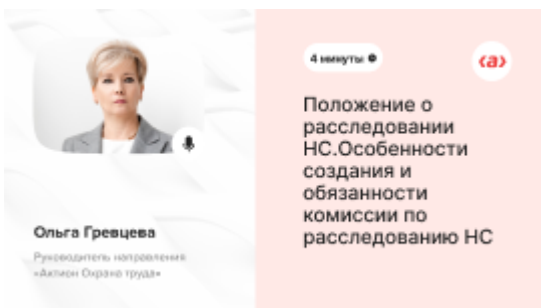 Ольга Гревцева
Руководитель направления
«Актион Охрана труда»
4 минуты
‹а›
Положение о
расследовании
НС.Особенности
создания и
обязанности
комиссии по
расследованию НС